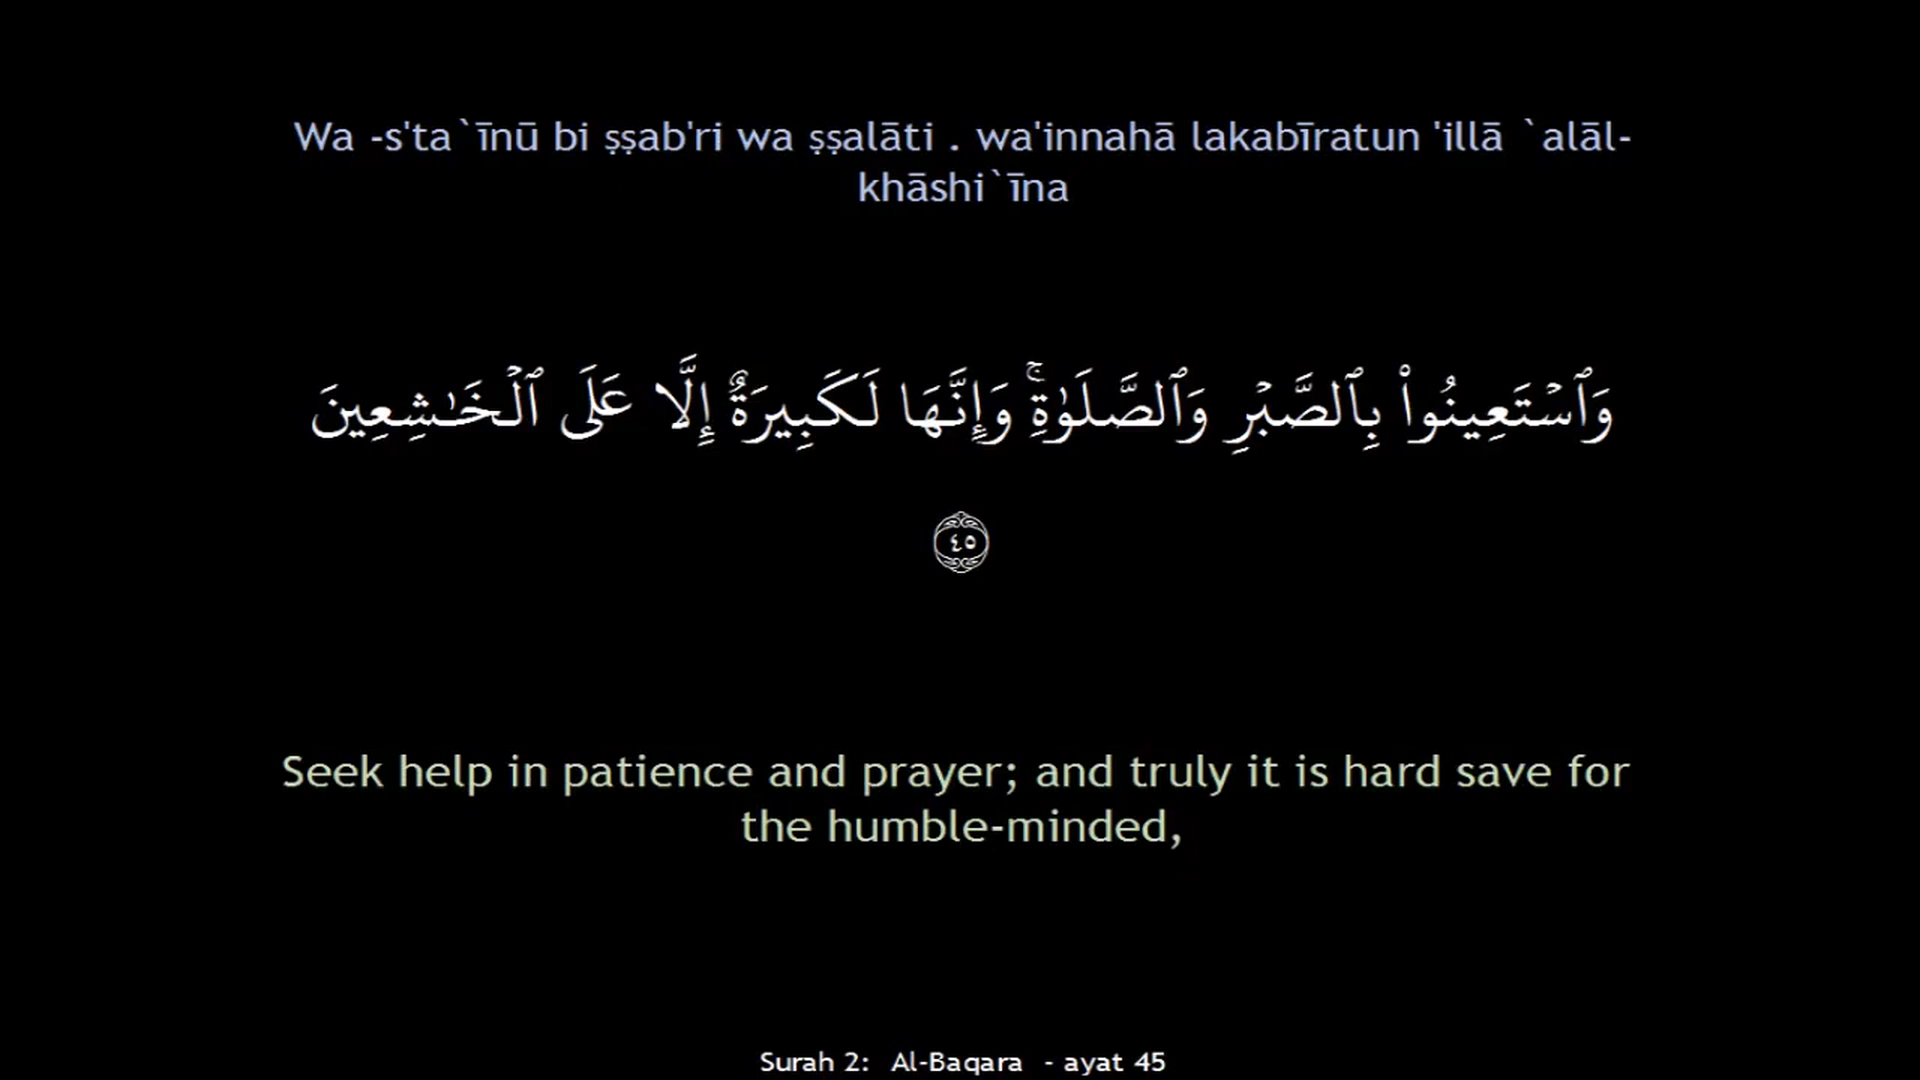 Wa -s'ta`īnū bi ṣṣab'ri wa ṣṣalāti . wa'innahā lakabīratun 'illā `alāl-
khāshi`īna
وَٱسۡتَعِينُواْ بِٱلصَّبۡرِ وَٱلصَّلَوٰةِۚ وَإِنَّهَا لَكَبِيرَةٌ إِلَّا عَلَى ٱلۡخَـٰشِعِينَ
٤٥
Seek help in patience and prayer; and truly it is hard save for
the humble-minded,
Surah 2:  Al-Baqara  - ayat 45